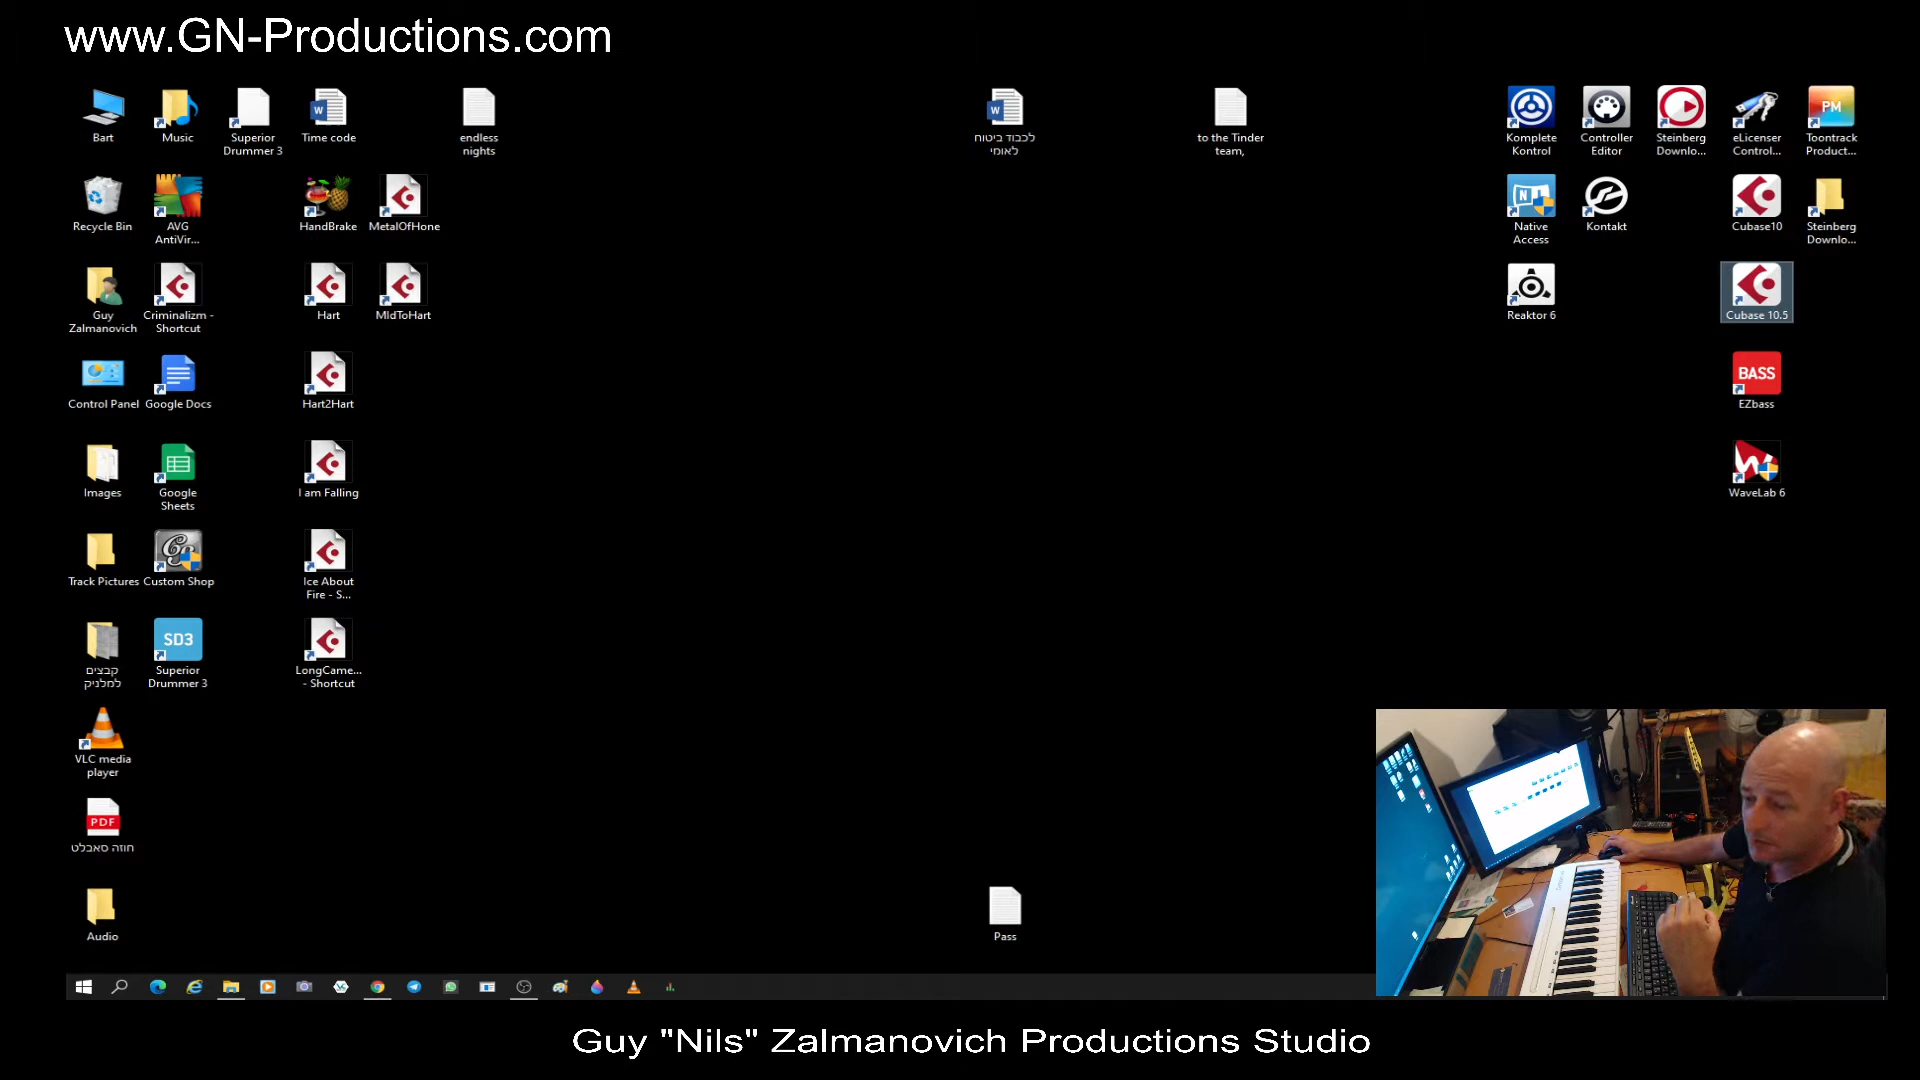 www.GN-Productions.com
Bart
Music
Superior
Drummer 3
Time code
endless
nights
לכבוד ביטוח
לאומי
to the Tinder
team,
Komplete
Kontrol
Controller
Editor
Steinberg
Downlo...
eLicenser
Control...
PM
Toontrack
Product...
Recycle Bin
AVG
AntiVir...
HandBrake
MetalOfHone
Native
Access
Kontakt
Cubase10
Steinberg
Downlo...
Guy
Zalmanovich
Criminalizm -
Shortcut
Hart
MIdToHart
Reaktor 6
Cubase 10.5
Control Panel
Google Docs
Hart2Hart
BASS
EZbass
Images
Google
Sheets
I am Falling
WaveLab 6
Track Pictures
Custom Shop
Ice About
Fire - S...
קבצים
למלניק
SD3
Superior
Drummer 3
LongCame...
- Shortcut
VLC media
player
PDF
חוזה סאבלט
Audio
Pass
Guy "Nils" Zalmanovich Productions Studio